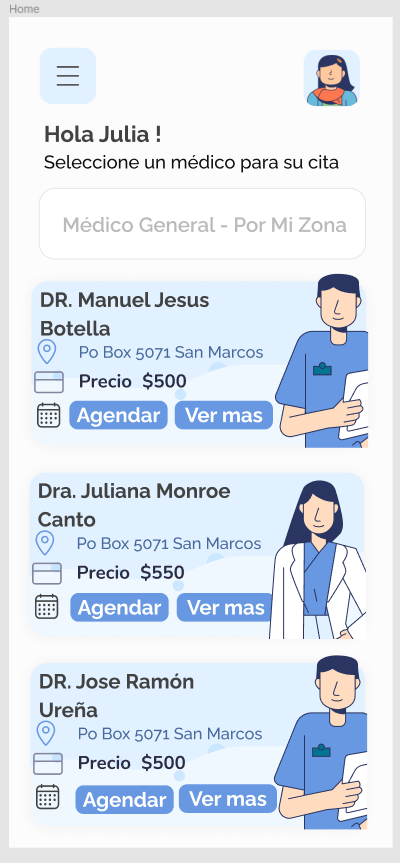 Home
Hola Julia !
Seleccione un médico para su cita
Médico General - Por Mi Zona
DR. Manuel Jesus
Botella
Po Box 5071 San Marcos
Precio $500
Agendar Ver mas
Dra. Juliana Monroe
Canto
Po Box 5071 San Marcos
Precio $550
Agendar Ver mas
DR. Jose Ramón
Ureña
Po Box 5071 San Marcos
Precio $500
Agendar Ver mas